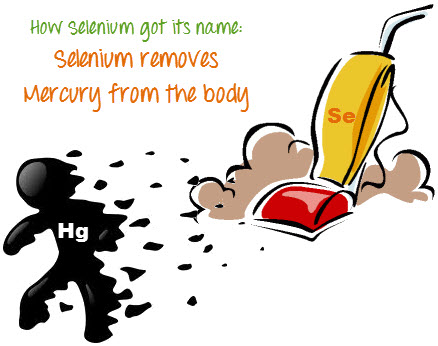 How Selenium got its name:
Selenium removes
Mercury from the body
Se
Hg